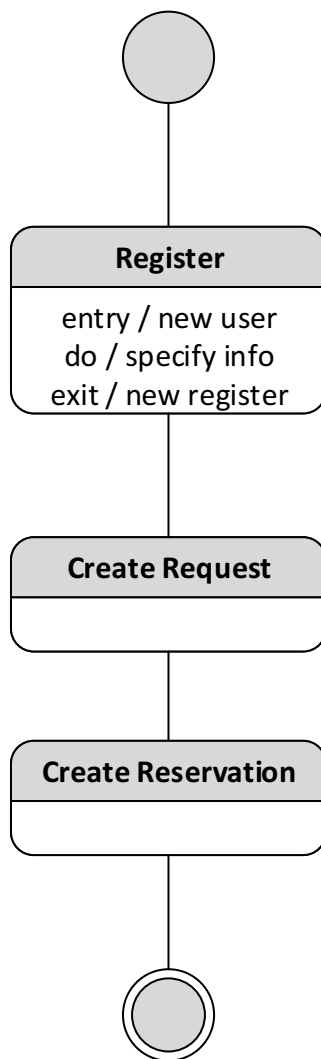 Register
entry / new user
do / specify info
exit / new register
Create Request
Create Reservation